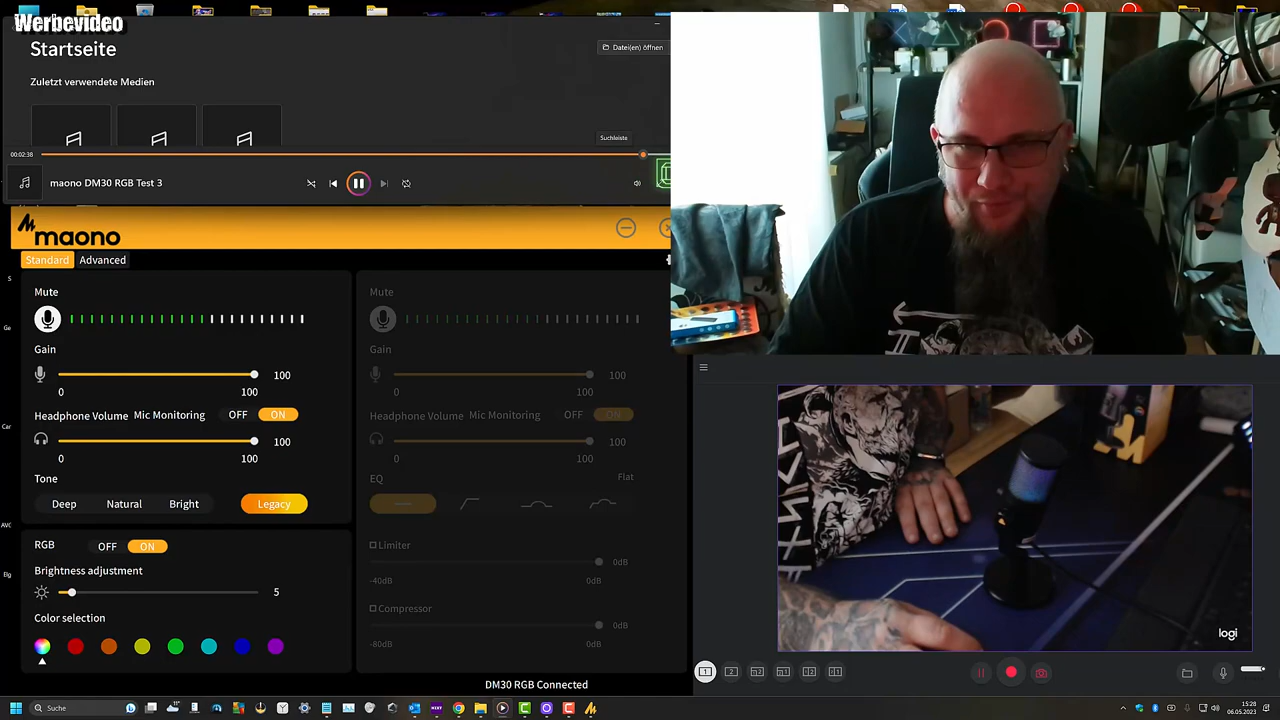 Werbevideo
Startseite
Datei(en) öffnen
Zuletzt verwendete Medien
Suchleiste
00:02:38
maono DM30 RGB Test 3
maono
Standard
Advanced
Mute
Mute
Gain
Gain
100
100
0
100
0
100
Headphone Volume
Mic Monitoring
OFF
ON
Headphone Volume
Mic Monitoring
OFF
ON
100
100
0
100
0
100
Tone
EQ
Flat
Deep
Natural
Bright
Legacy
RGB
OFF
ON
Limiter
0dB
-40dB
0dB
Brightness adjustment
5
Compressor
0dB
-80dB
0dB
Color selection
DM30 RGB Connected
logi
Suche
15:28
06.05.2023